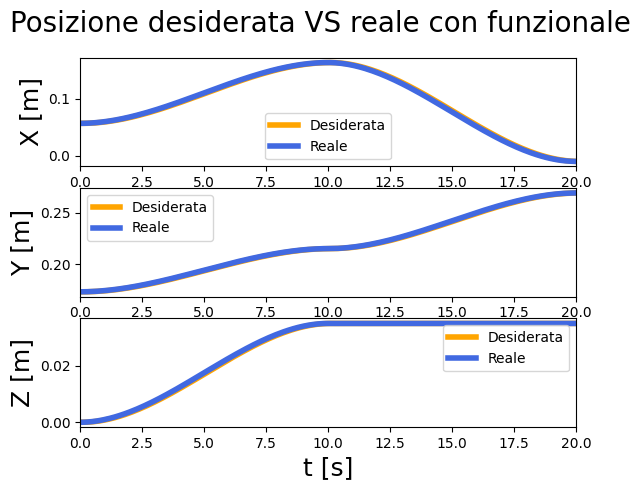 Posizione desiderata VS reale con funzionale
X [m]
0.1
0.0
Desiderata
Reale
0.0 2.5 5.0 7.5 10.0 12.5 15.0 17.5 20.0
Y [m]
0.25
0.20
Desiderata
Reale
0.0 2.5 5.0 7.5 10.0 12.5 15.0 17.5 20.0
Z [m]
0.02
0.00
Desiderata
Reale
0.0 2.5 5.0 7.5 10.0 12.5 15.0 17.5 20.0
t [s]